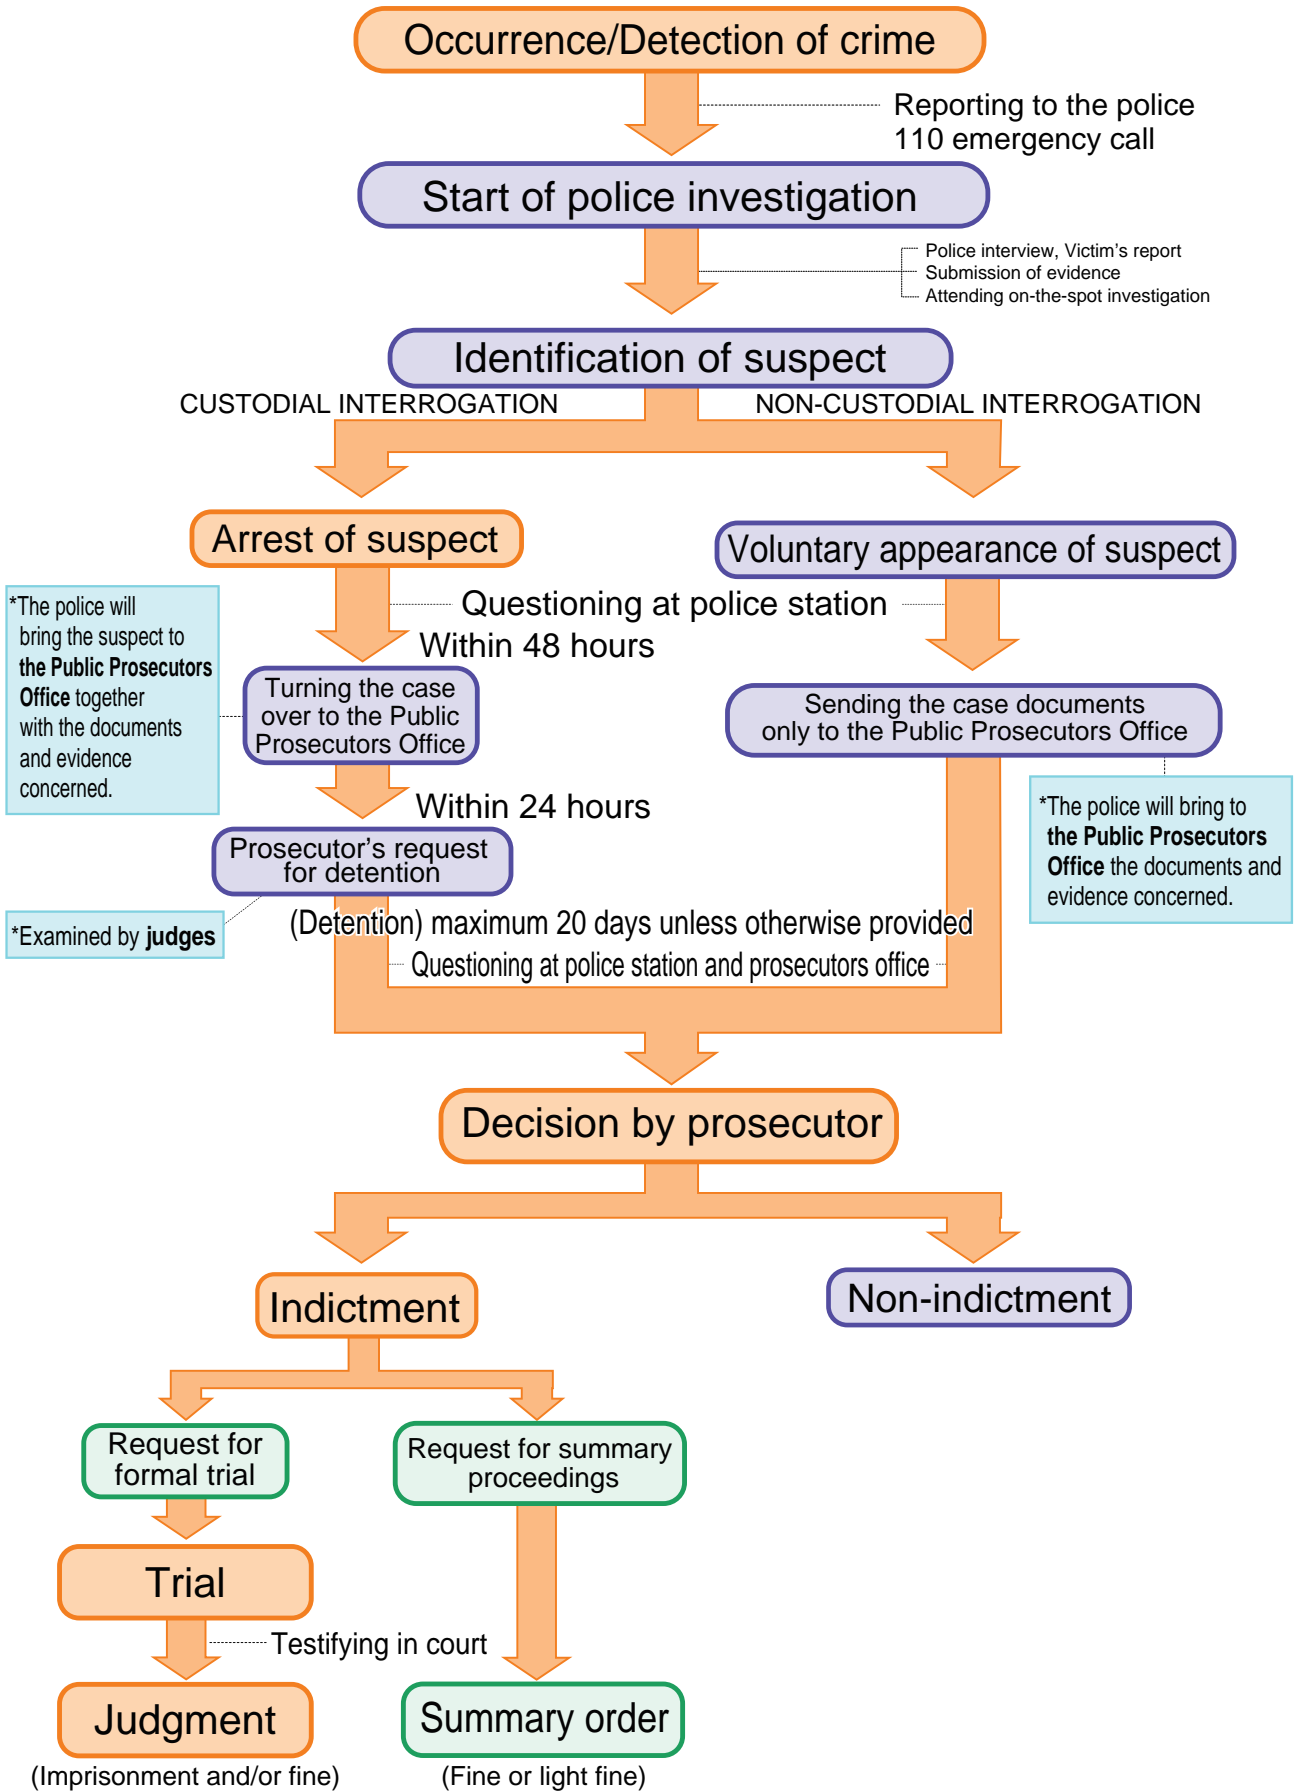 Occurrence/Detection of crime
Reporting to the police
110 emergency call
Start of police investigation
Police interview, Victim's report
Submission of evidence
Attending on-the-spot investigation
Identification of suspect
CUSTODIAL INTERROGATION
NON-CUSTODIAL INTERROGATION
Arrest of suspect
Voluntary appearance of suspect
Questioning at police station
Within 48 hours
*The police will
bring the suspect to
the Public Prosecutors
Office together
with the documents
and evidence
concerned.
Turning the case
over to the Public
Prosecutors Office
Sending the case documents
only to the Public Prosecutors Office
Within 24 hours
*The police will bring to
the Public Prosecutors
Office the documents and
evidence concerned.
Prosecutor's request
for detention
*Examined by judges
(Detention) maximum 20 days unless otherwise provided
Questioning at police station and prosecutors office
Decision by prosecutor
Indictment
Non-indictment
Request for
formal trial
Request for summary
proceedings
Trial
Testifying in court
Judgment
(Imprisonment and/or fine)
Summary order
(Fine or light fine)